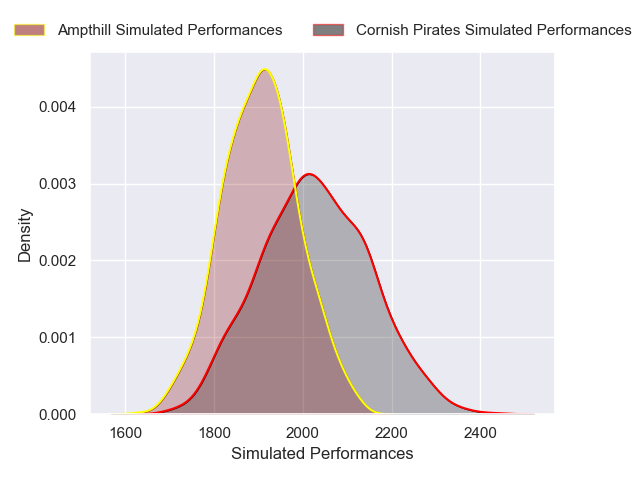 Ampthill Simulated Performances
Cornish Pirates Simulated Performances
0.004
0.003
0.002
0.001
0.000
Density
1600 1800 2000 2200 2400
Simulated Performances